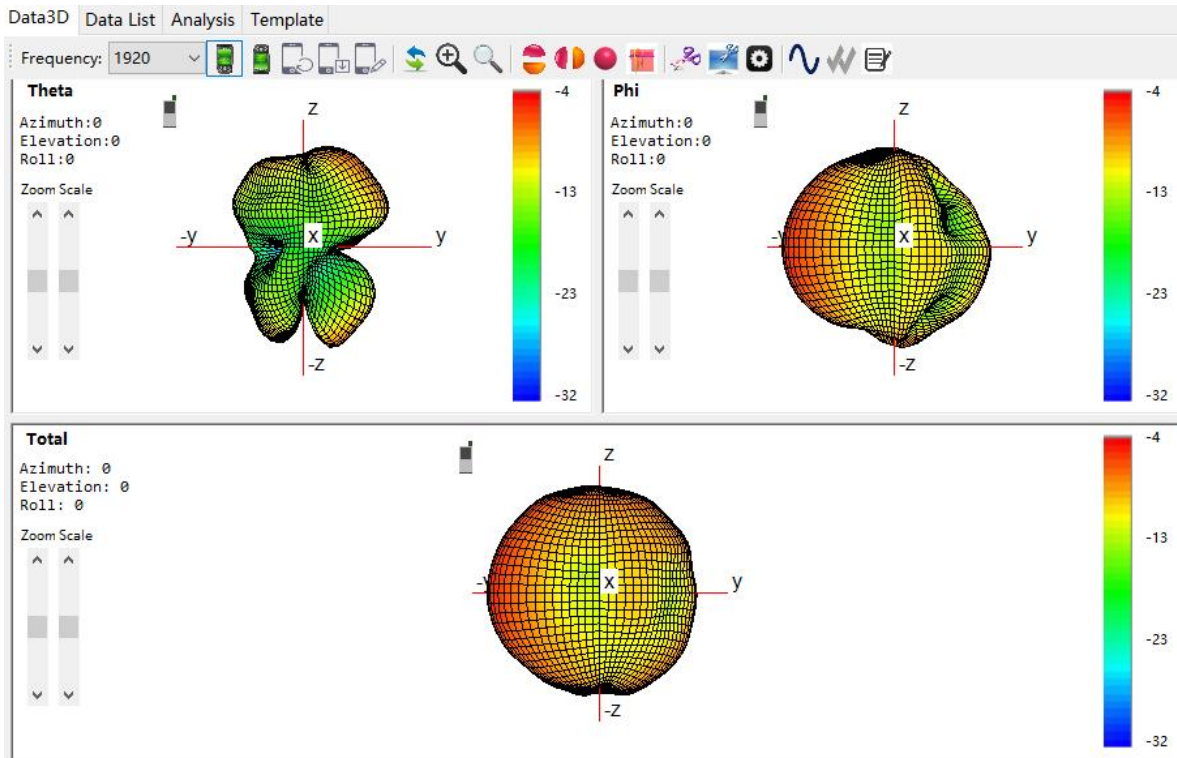 Data3D Data List Analysis Template
Frequency: 1920
Theta
Azimuth:0
Elevation:0
Roll:0
Zoom Scale
z
-y
x
y
-z
-4
-13
-23
-32
Phi
Azimuth:0
Elevation:0
Roll:0
Zoom Scale
z
x
y
-z
-4
-13
-23
-32
Total
Azimuth: 0
Elevation: 0
Roll: 0
Zoom Scale
z
x
y
-z
-4
-13
-23
-32